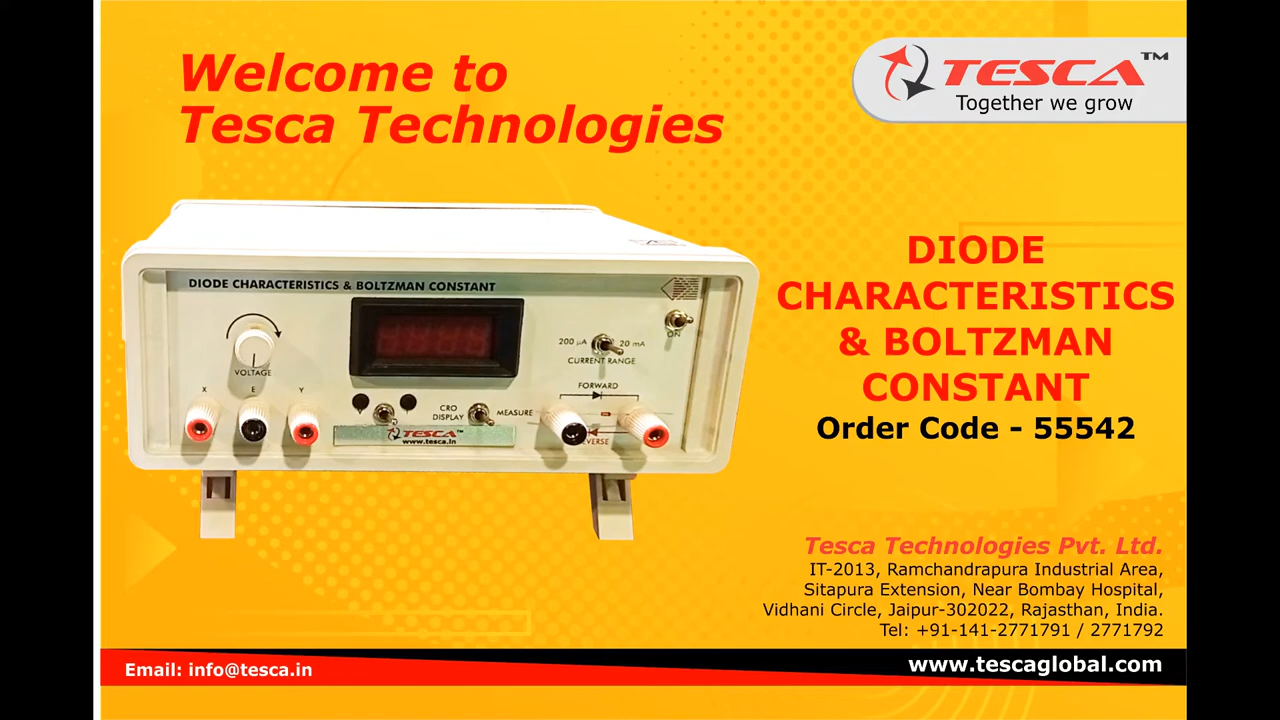 Welcome to
Tesca Technologies
TESCA™
Together we grow
DIODE
CHARACTERISTICS
& BOLTZMAN
CONSTANT
Order Code - 55542
DIODE CHARACTERISTICS & BOLTZMAN CONSTANT
ON
200 µA 20 mA
CURRENT RANGE
VOLTAGE
FORWARD
X E Y
CRO
DISPLAY
MEASURE
TESCA™
www.tesca.in
Tesca Technologies Pvt. Ltd.
IT-2013, Ramchandrapura Industrial Area,
Sitapura Extension, Near Bombay Hospital,
Vidhani Circle, Jaipur-302022, Rajasthan, India.
Tel: +91-141-2771791 / 2771792
Email: info@tesca.in
www.tescaglobal.com